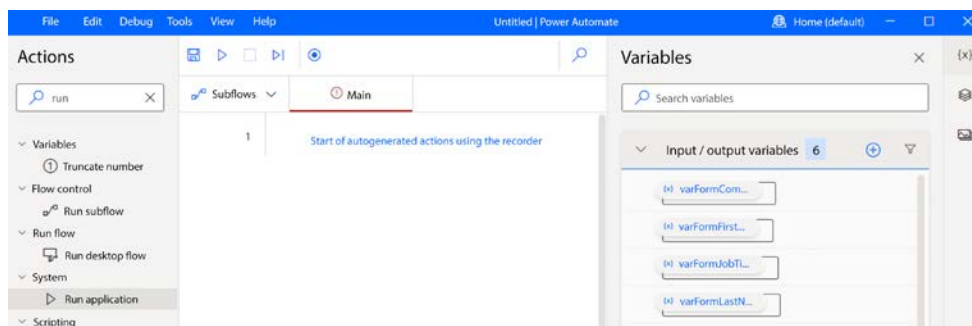 File Edit Debug Tools View Help Untitled | Power Automate Home (default)
Actions
run
Variables
Truncate number
Flow control
Run subflow
Run flow
Run desktop flow
System
Run application
Scripting
Subflows Main
1 Start of autogenerated actions using the recorder
Variables
{x}
Search variables
Input / output variables 6
(x) varFormCom...
(x) varFormFirst...
(x) varFormJobTi...
(x) varFormLastN...